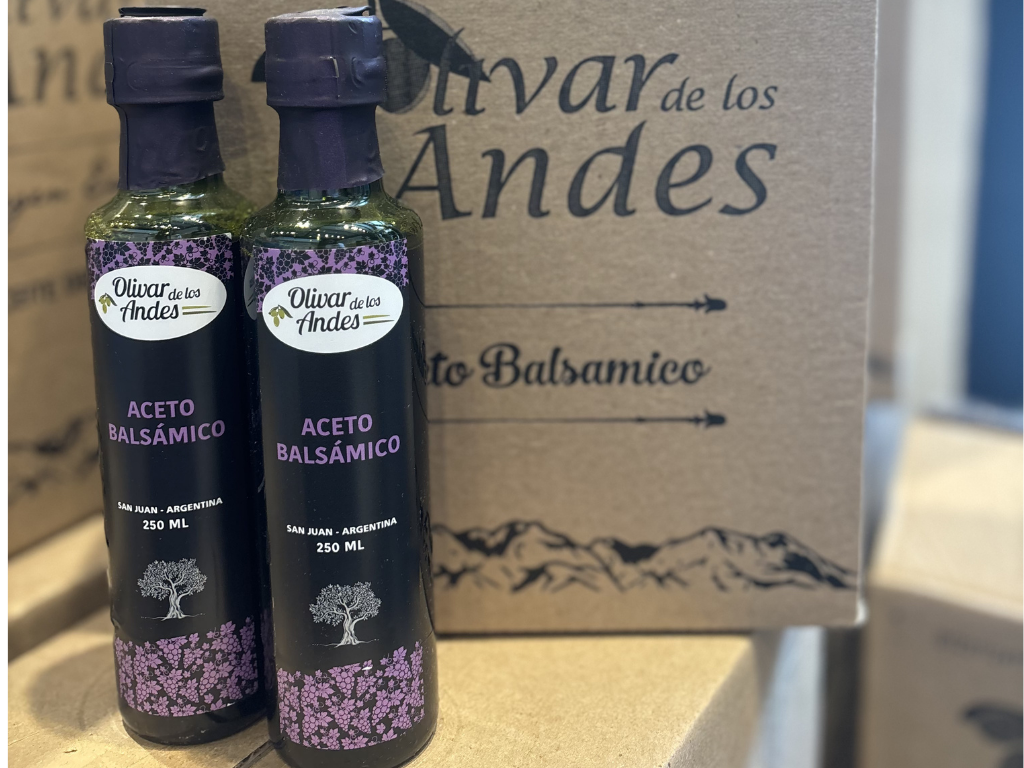 Olivar de los
Andes
Aceto Balsamico
Olivar de los
Andes
ACETO
BALSÁMICO
SAN JUAN - ARGENTINA
250 ML
Olivar de los
Andes
ACETO
BALSÁMICO
SAN JUAN - ARGENTINA
250 ML